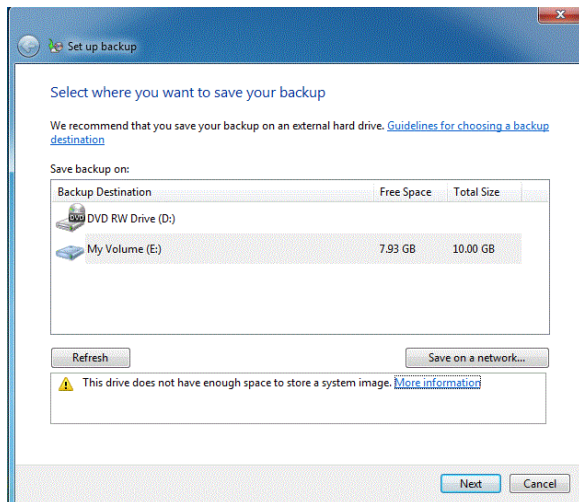 Set up backup
Select where you want to save your backup
We recommend that you save your backup on an external hard drive. Guidelines for choosing a backup
destination
Save backup on:
Backup Destination Free Space Total Size
DVD RW Drive (D:)
My Volume (E:) 7.93 GB 10.00 GB
Refresh Save on a network...
This drive does not have enough space to store a system image. More information
Next Cancel